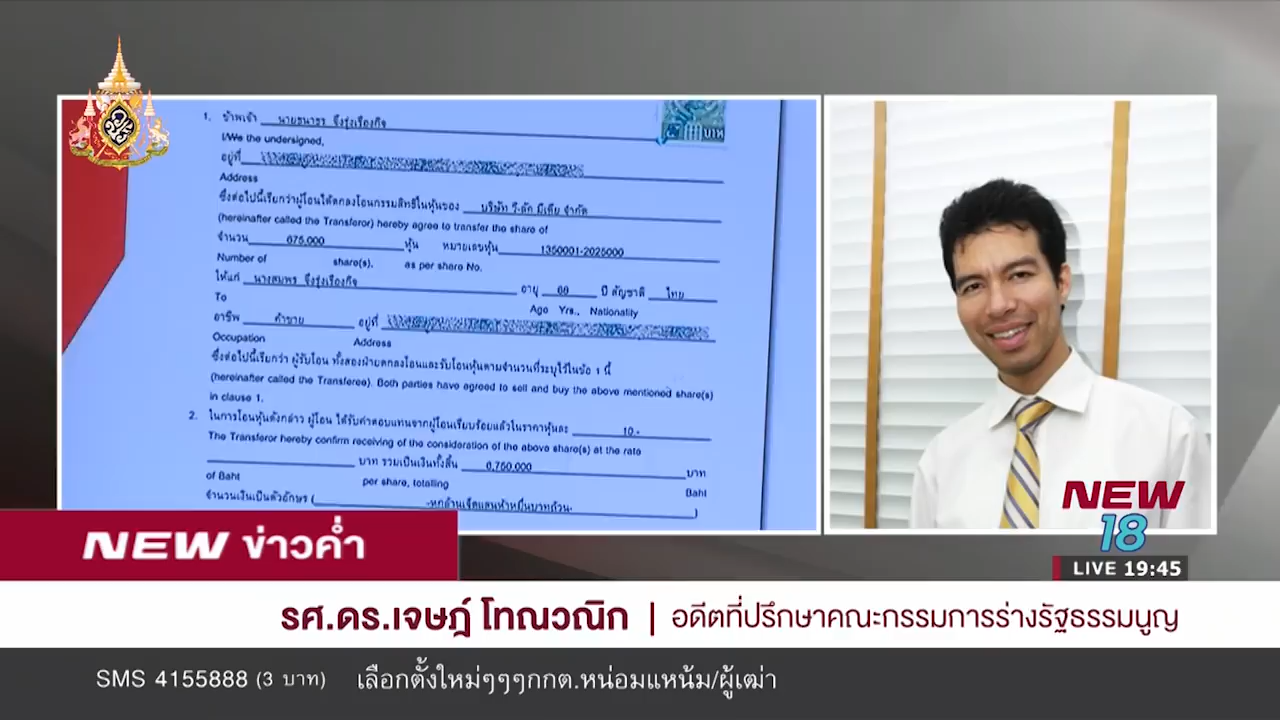 1. ข้าพเจ้า นายธนาธร จึงรุ่งเรืองกิจ
บาท
I/We the undersigned,
อยู่ที่
Address
ซึ่งต่อไปนี้เรียกว่าผู้โอนได้ตกลงโอนกรรมสิทธิ์ในหุ้นของ บริษัท วี-ลัค มีเดีย จำกัด
(hereinafter called the Transferor) hereby agree to transfer the share of
จำนวน 675,000 หุ้น หมายเลขหุ้น 1350001-2025000
Number of share(s), as per share No.
ให้แก่ นางสมพร จึงรุ่งเรืองกิจ อายุ 68 ปี สัญชาติ ไทย
To Age Yrs., Nationality
อาชีพ ค้าขาย อยู่ที่
Occupation Address
ซึ่งต่อไปนี้เรียกว่า ผู้รับโอน ทั้งสองฝ่ายตกลงโอนและรับโอนหุ้นตามจำนวนที่ระบุไว้ในข้อ 1 นี้
(hereinafter called the Transferee). Both parties have agreed to sell and buy the above mentioned share(s)
in clause 1.
2. ในการโอนหุ้นดังกล่าว ผู้โอน ได้รับค่าตอบแทนจากผู้โอนเรียบร้อยแล้วในราคาหุ้นละ 10.-
The Transferor hereby confirm receiving of the consideration of the above share(s) at the rate
บาท รวมเป็นเงินทั้งสิ้น 6,750,000 บาท
of Baht per share, totalling Baht
จำนวนเงินเป็นตัวอักษร ( -หกล้านเจ็ดแสนห้าหมื่นบาทถ้วน- )
NEW
18
LIVE 19:45
NEW ข่าวค่ำ
รศ.ดร.เจษฎ์ โทณวณิก | อดีตที่ปรึกษาคณะกรรมการร่างรัฐธรรมนูญ
SMS 4155888 (3 บาท) เลือกตั้งใหม่ๆๆๆกกต.หน่อมแหน้ม/ผู้เฒ่า